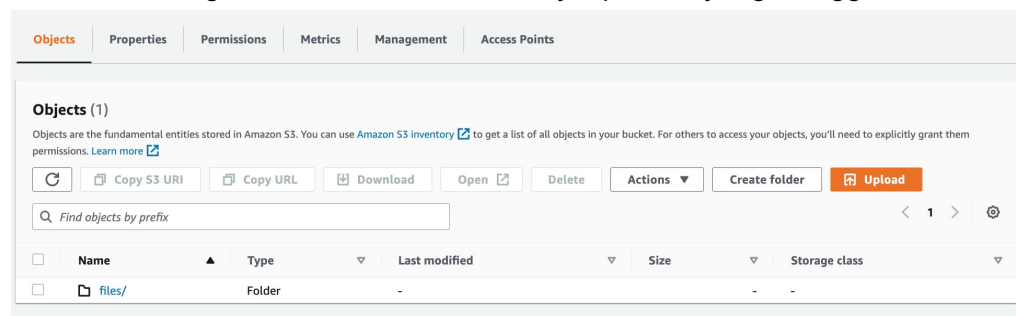 Objects Properties Permissions Metrics Management Access Points
Objects (1)
Objects are the fundamental entities stored in Amazon S3. You can use Amazon S3 inventory to get a list of all objects in your bucket. For others to access your objects, you'll need to explicitly grant them
permissions. Learn more
Copy S3 URI Copy URL Download Open Delete Actions Create folder Upload
Find objects by prefix 1
Name Type Last modified Size Storage class
files/ Folder - - -